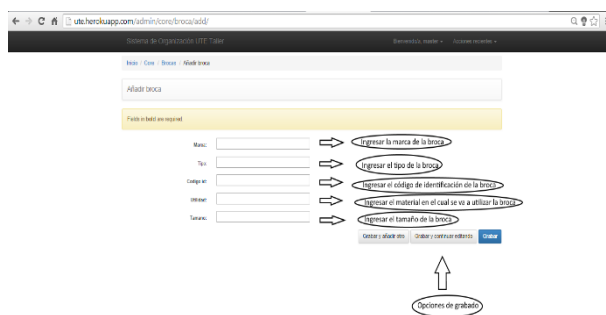 ute.herokuapp.com/admin/core/broca/add/
Sistema de Organización UTE Taller
Bienvenido/a, master Acciones recientes
Inicio / Core / Brocas / Añadir broca
Añadir broca
Fields in bold are required.
Marca: Ingresar la marca de la broca
Tipo: Ingresar el tipo de la broca
Codigo Ingresar el código de identificación de la broca
Ingresar el material en el cual se va a utilizar la broca
Tamano: Ingresar el tamaño de la broca
Grabar y añadir otro Grabar y continuar editando Grabar
Opciones de grabado